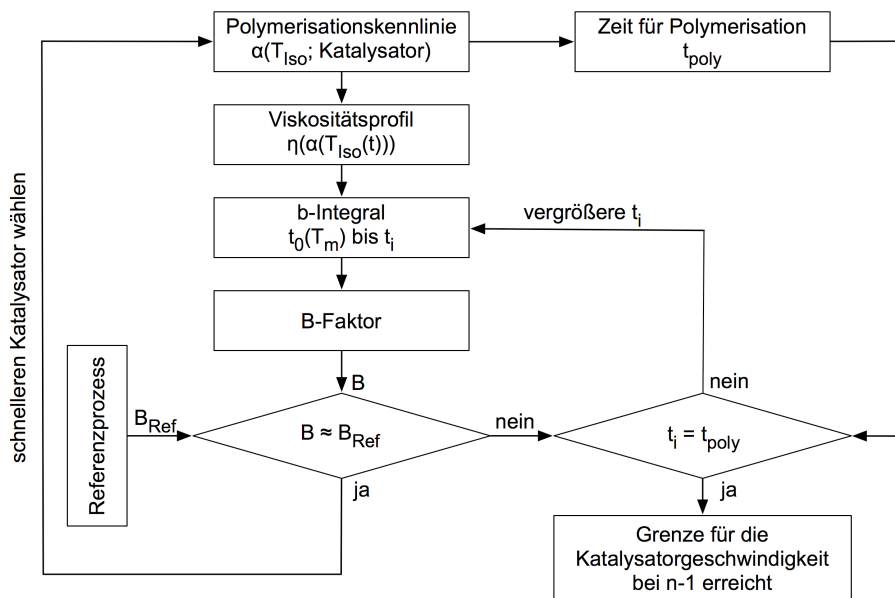 Polymerisationskennlinie
α(T_Iso; Katalysator)
Zeit für Polymerisation
t_poly
Viskositätsprofil
η(α(T_Iso(t)))
schnelleren Katalysator wählen
b-Integral
t_0(T_m) bis t_i
vergrößere t_i
B-Faktor
Referenzprozess
B
nein
B_Ref
B ≈ B_Ref
nein
t_i = t_poly
ja
ja
Grenze für die
Katalysatorgeschwindigkeit
bei n-1 erreicht